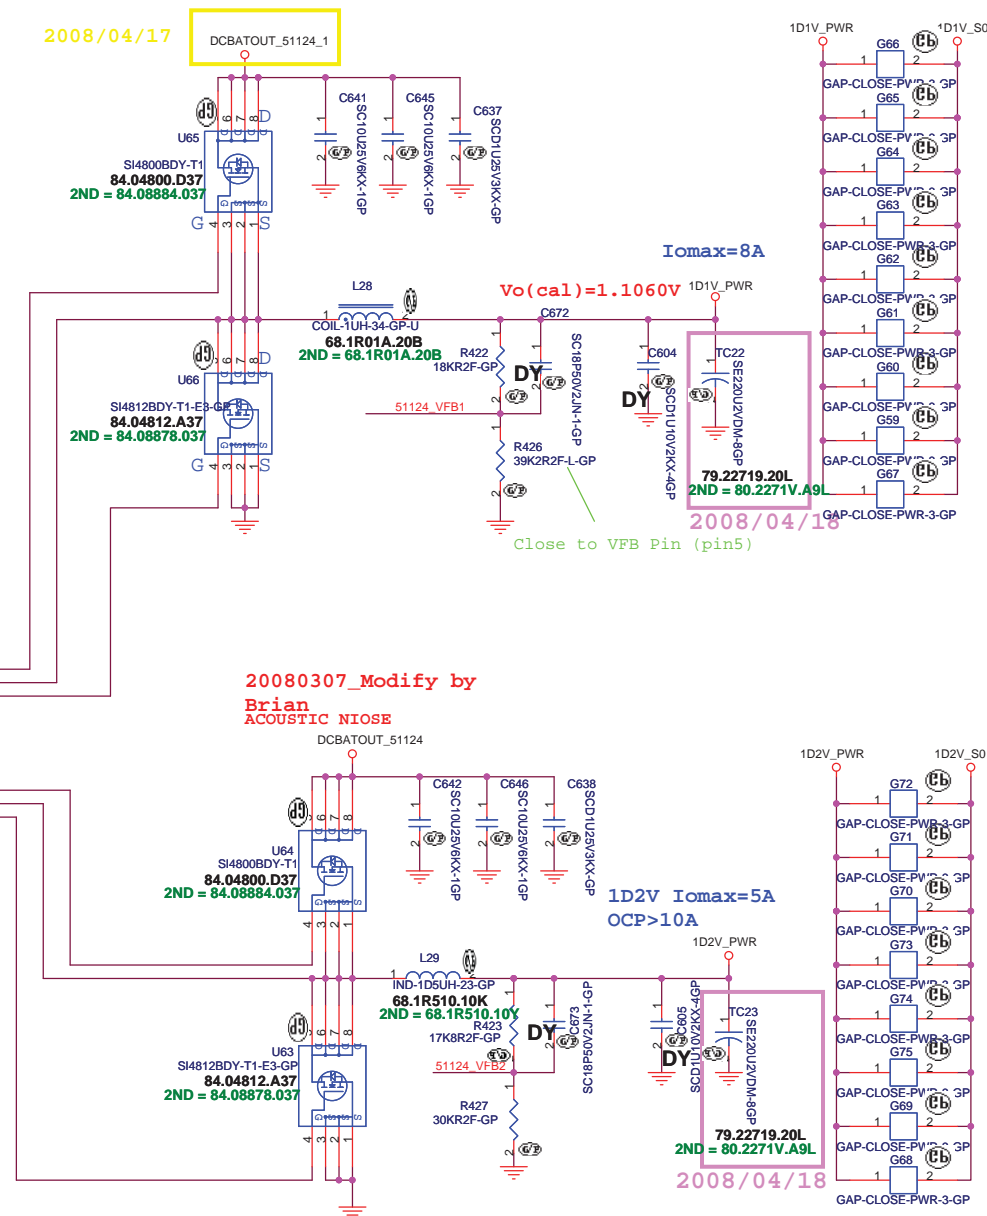 2008/04/17
DCBATOUT_51124_1
1D1V_PWR
1D1V_S0
U65
SI4800BDY-T1
84.04800.D37
2ND = 84.08884.037
D
G
S
C641
SC10U25V6KX-1GP
C645
SC10U25V6KX-1GP
C637
SCD1U25V3KX-GP
G66
GAP-CLOSE-PWR-3-GP
G65
G64
G63
GAP-CLOSE-PWR-3-GP
G62
G61
GAP-CLOSE-PWR-3-GP
G60
G59
G67
GAP-CLOSE-PWR-3-GP
Iomax=8A
Vo(cal)=1.1060V
1D1V_PWR
L28
COIL-1UH-34-GP-U
68.1R01A.20B
2ND = 68.1R01A.20B
U66
SI4812BDY-T1-E3-GP
84.04812.A37
2ND = 84.08878.037
D
G
S
R422
18KR2F-GP
C672
SC18P50V2JN-1-GP
DY
C604
SCD1U10V2KX-4GP
DY
TC22
SE220U2VDM-8GP
79.22719.20L
2ND = 80.2271V.A9L
2008/04/18
51124_VFB1
R426
39K2R2F-L-GP
Close to VFB Pin (pin5)
20080307_Modify by
Brian
ACOUSTIC NIOSE
DCBATOUT_51124
1D2V_PWR
1D2V_S0
U64
SI4800BDY-T1
84.04800.D37
2ND = 84.08884.037
C642
SC10U25V6KX-1GP
C646
SC10U25V6KX-1GP
C638
SCD1U25V3KX-GP
G72
GAP-CLOSE-PWR-3-GP
G71
G70
G73
G74
G75
G69
G68
GAP-CLOSE-PWR-3-GP
1D2V Iomax=5A
OCP>10A
1D2V_PWR
L29
IND-1D5UH-23-GP
68.1R510.10K
2ND = 68.1R510.10Y
U63
SI4812BDY-T1-E3-GP
84.04812.A37
2ND = 84.08878.037
R423
17K8R2F-GP
C673
SC18P50V2JN-1-GP
DY
C605
SCD1U10V2KX-4GP
DY
TC23
SE220U2VDM-8GP
79.22719.20L
2ND = 80.2271V.A9L
2008/04/18
51124_VFB2
R427
30KR2F-GP